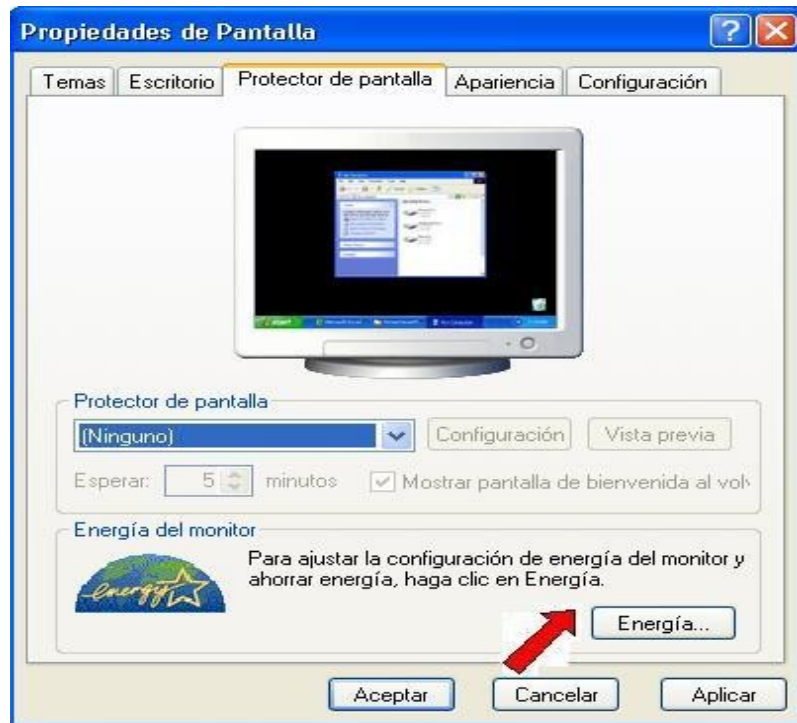 Propiedades de Pantalla
Temas Escritorio Protector de pantalla Apariencia Configuración
Protector de pantalla
(Ninguno) Configuración Vista previa
Esperar: 5 minutos Mostrar pantalla de bienvenida al vol
Energía del monitor
Para ajustar la configuración de energía del monitor y
ahorrar energía, haga clic en Energía.
energy
Energía...
Aceptar Cancelar Aplicar